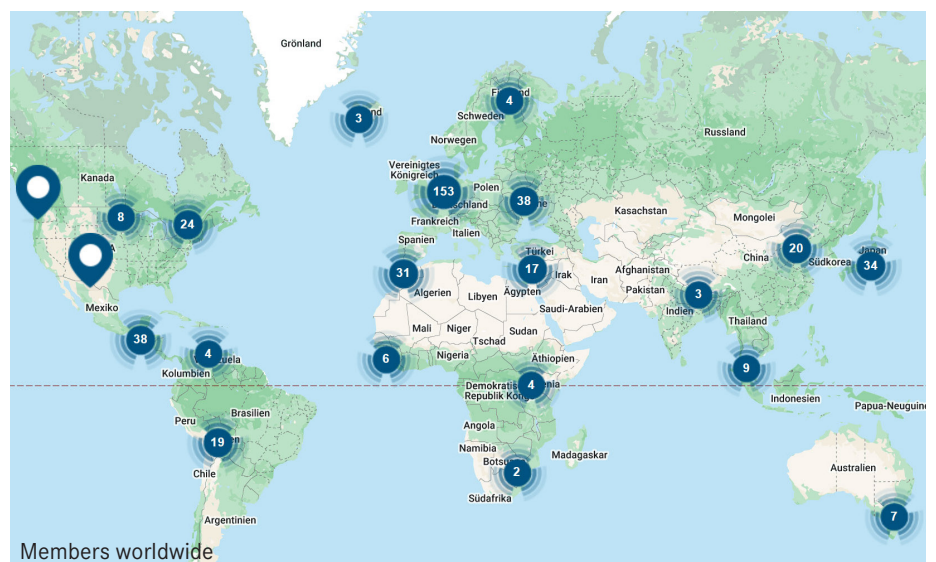 Grönland
3
4
Schweden
Norwegen
Russland
Kanada
Vereinigtes
Königreich
153
Polen
38
Kasachstan
Mongolei
8
24
Frankreich
Italien
Spanien
Türkei
20
China
Südkorea
Japan
34
31
17
Irak
Iran
Afghanistan
Pakistan
3
Indien
Algerien
Libyen
Ägypten
Saudi-Arabien
Mexiko
Mali
Niger
Tschad
Sudan
Thailand
38
4
Kolumbien
6
Nigeria
Äthiopien
9
4
Republik Kongo
Indonesien
Papua-Neuguinea
Brasilien
Peru
19
Angola
Namibia
2
Madagaskar
Australien
Chile
Südafrika
7
Argentinien
Members worldwide